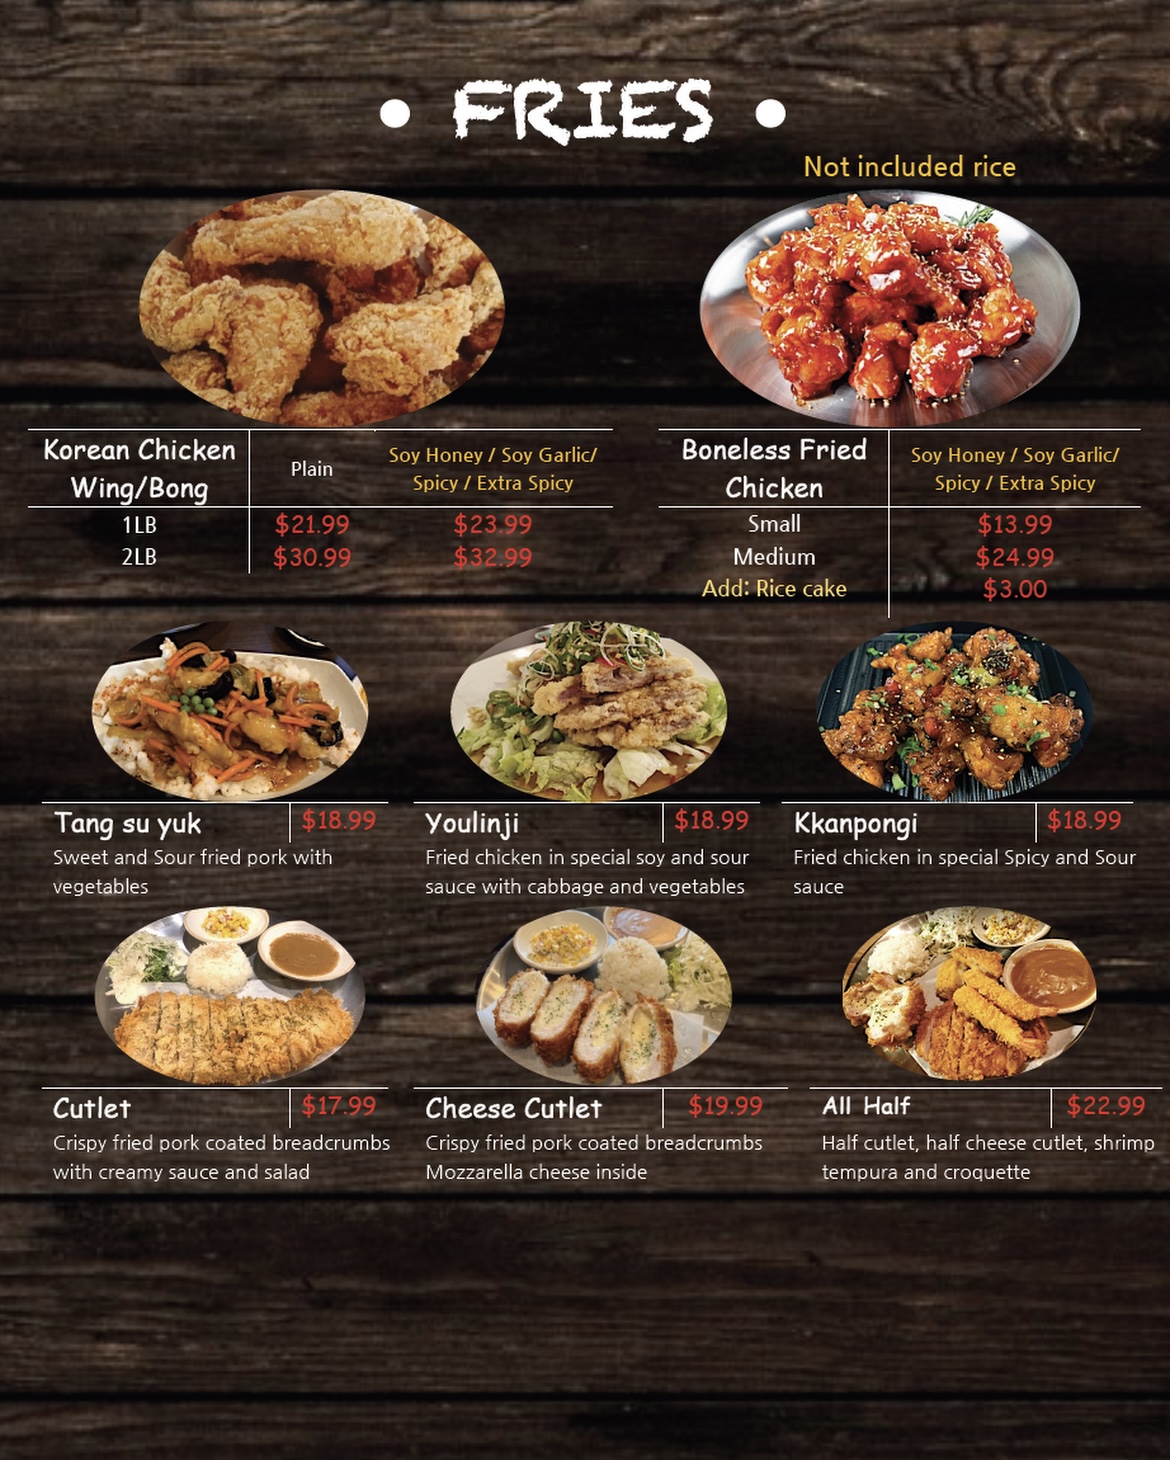 • FRIES •
Not included rice
Korean Chicken
Wing/Bong
Plain
Soy Honey / Soy Garlic/
Spicy / Extra Spicy
1LB $21.99 $23.99
2LB $30.99 $32.99
Boneless Fried
Chicken
Soy Honey / Soy Garlic/
Spicy / Extra Spicy
Small $13.99
Medium $24.99
Add: Rice cake $3.00
Tang su yuk $18.99
Sweet and Sour fried pork with
vegetables
Youlinji $18.99
Fried chicken in special soy and sour
sauce with cabbage and vegetables
Kkanpongi $18.99
Fried chicken in special Spicy and Sour
sauce
Cutlet $17.99
Crispy fried pork coated breadcrumbs
with creamy sauce and salad
Cheese Cutlet $19.99
Crispy fried pork coated breadcrumbs
Mozzarella cheese inside
All Half $22.99
Half cutlet, half cheese cutlet, shrimp
tempura and croquette